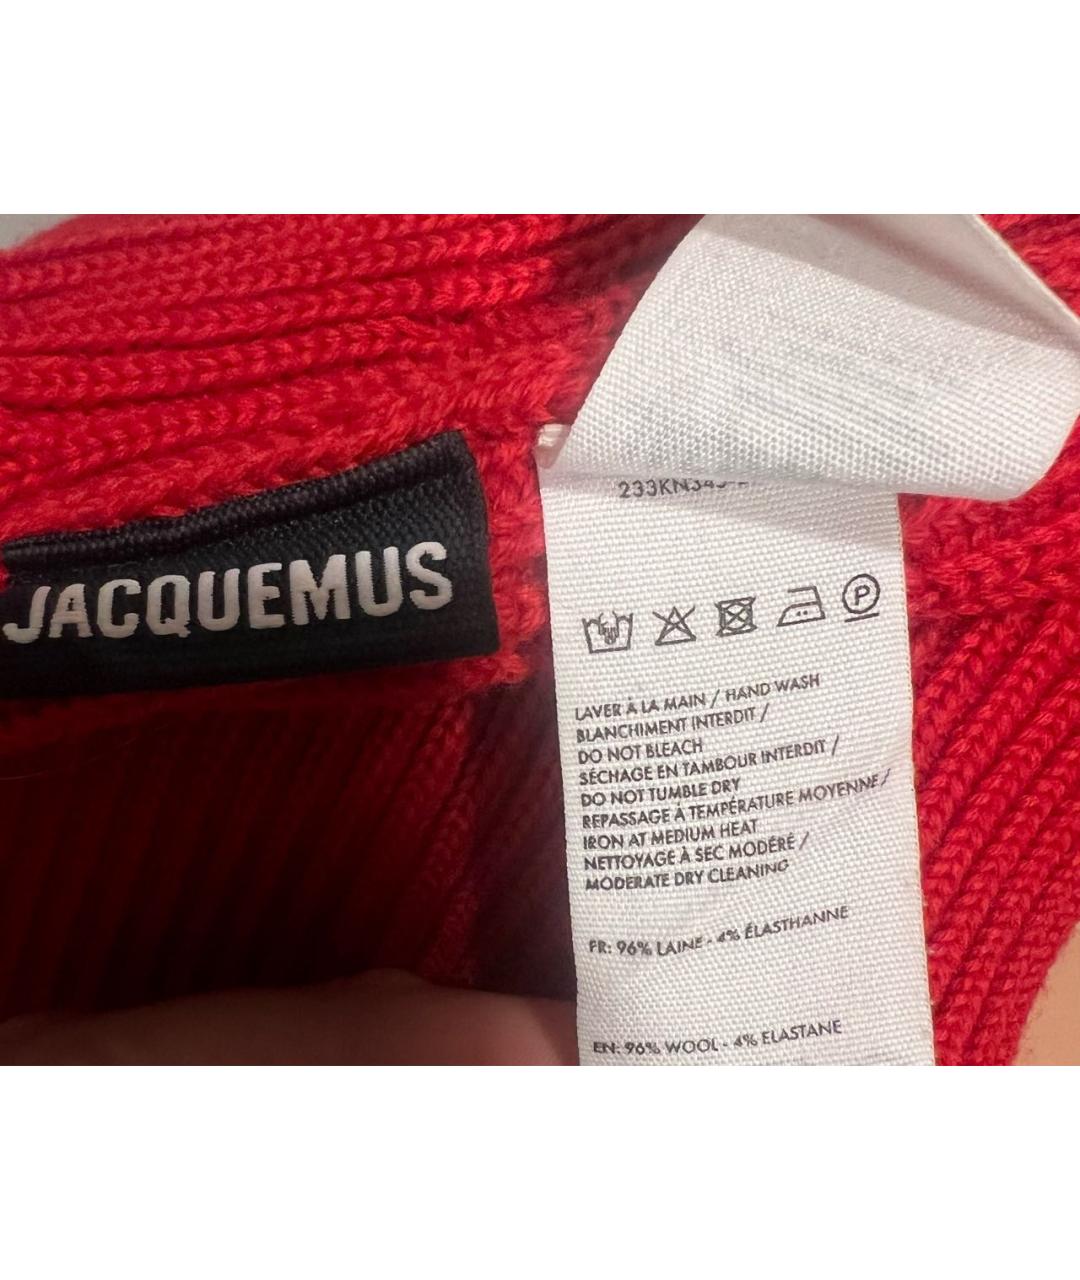 JACQUEMUS
P
LAVER À LA MAIN / HAND WASH
BLANCHIMENT INTERDIT /
DO NOT BLEACH
SÉCHAGE EN TAMBOUR INTERDIT /
DO NOT TUMBLE DRY
REPASSAGE À TEMPÉRATURE MOYENNE /
IRON AT MEDIUM HEAT
NETTOYAGE À SEC MODÉRÉ /
MODERATE DRY CLEANING
FR: 96% LAINE - 4% ÉLASTHANNE
EN: 96% WOOL - 4% ELASTANE